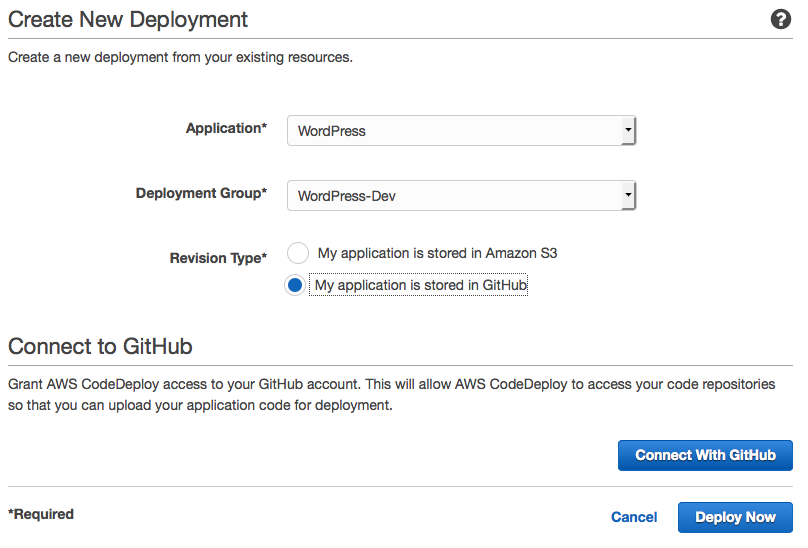 Create New Deployment
?
Create a new deployment from your existing resources.
Application*
WordPress
Deployment Group*
WordPress-Dev
Revision Type*
My application is stored in Amazon S3
My application is stored in GitHub
Connect to GitHub
Grant AWS CodeDeploy access to your GitHub account. This will allow AWS CodeDeploy to access your code repositories
so that you can upload your application code for deployment.
Connect With GitHub
*Required
Cancel
Deploy Now